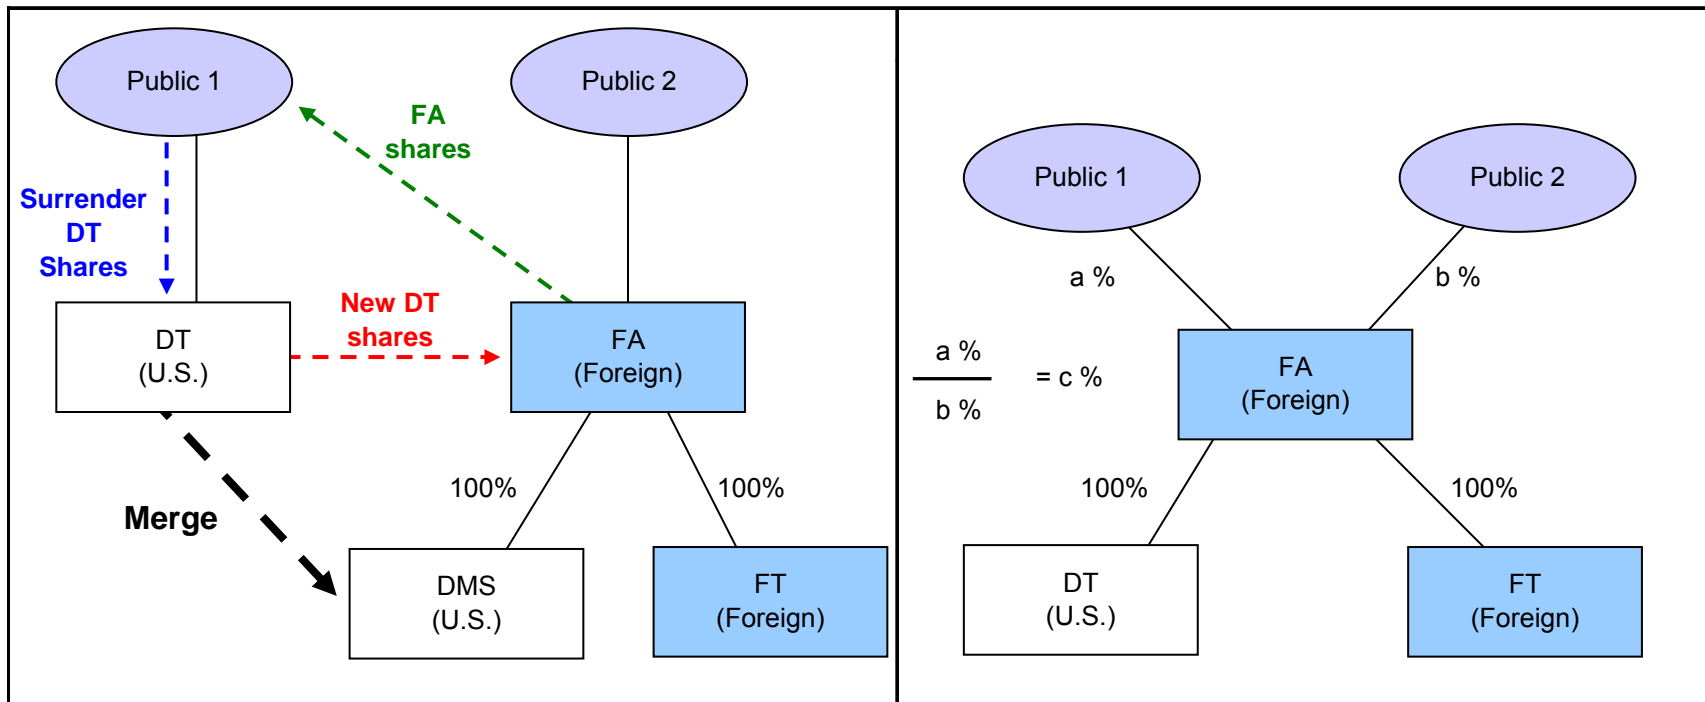 Public 1
Public 2
FA
shares
Surrender
DT
Shares
New DT
shares
DT
(U.S.)
FA
(Foreign)
Merge
100%
100%
DMS
(U.S.)
FT
(Foreign)
Public 1
Public 2
a %
b %
a %
b %
= c %
FA
(Foreign)
100%
100%
DT
(U.S.)
FT
(Foreign)